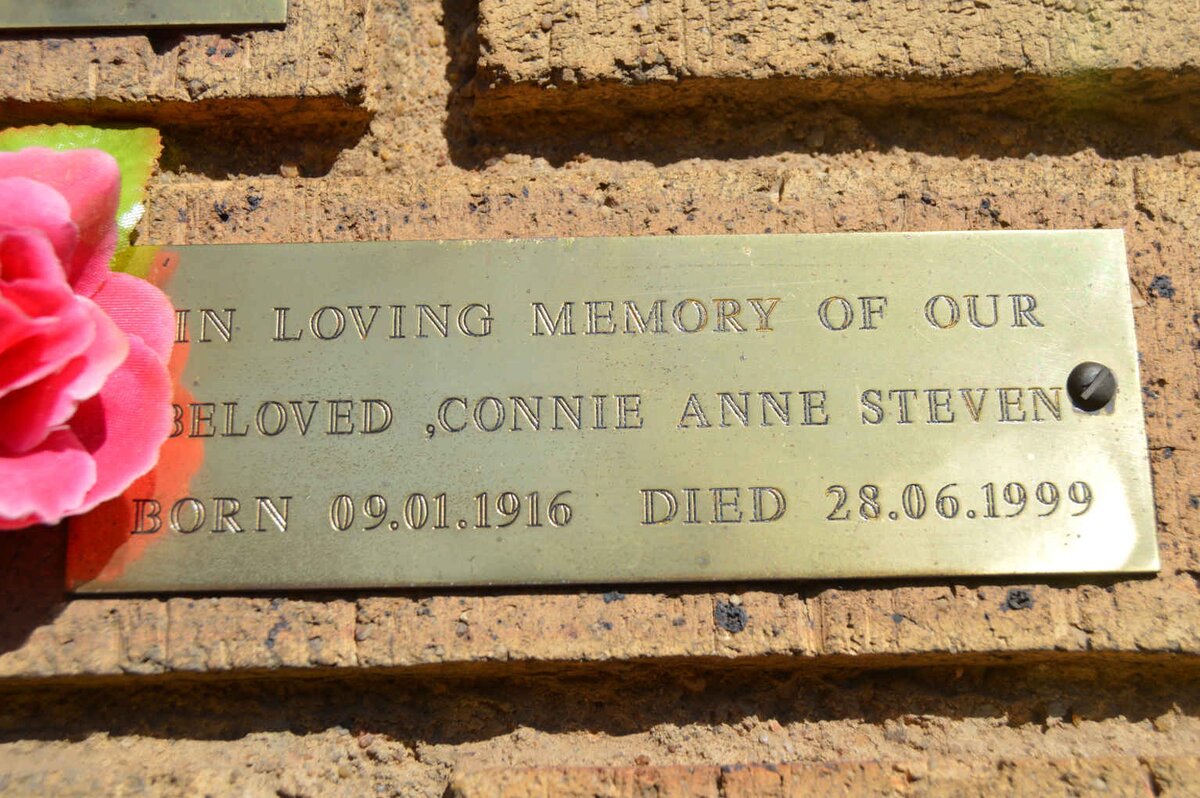 IN LOVING MEMORY OF OUR
BELOVED ,CONNIE ANNE STEVEN
BORN 09.01.1916 DIED 28.06.1999